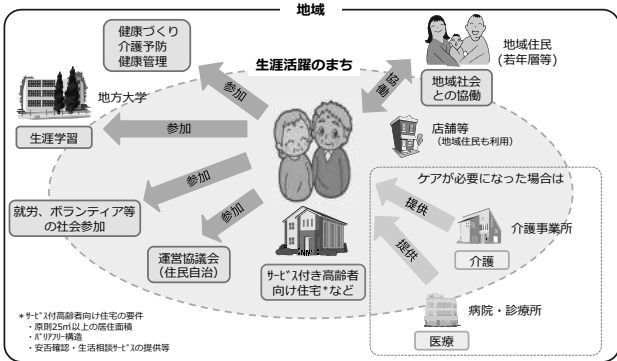 地域
健康づくり
介護予防
健康管理
生涯活躍のまち
地域住民
(若年層等)
参加
協働
地域社会
との協働
地方大学
生涯学習
参加
店舗等
（地域住民も利用）
参加
ケアが必要になった場合は
就労、ボランティア等
の社会参加
参加
提供
介護事業所
介護
運営協議会
（住民自治）
ｻｰﾋﾞｽ付き高齢者
向け住宅*など
提供
病院・診療所
医療
＊ｻｰﾋﾞｽ付高齢者向け住宅の要件
・原則25㎡以上の居住面積
・ﾊﾞﾘｱﾌﾘｰ構造
・安否確認・生活相談ｻｰﾋﾞｽの提供等